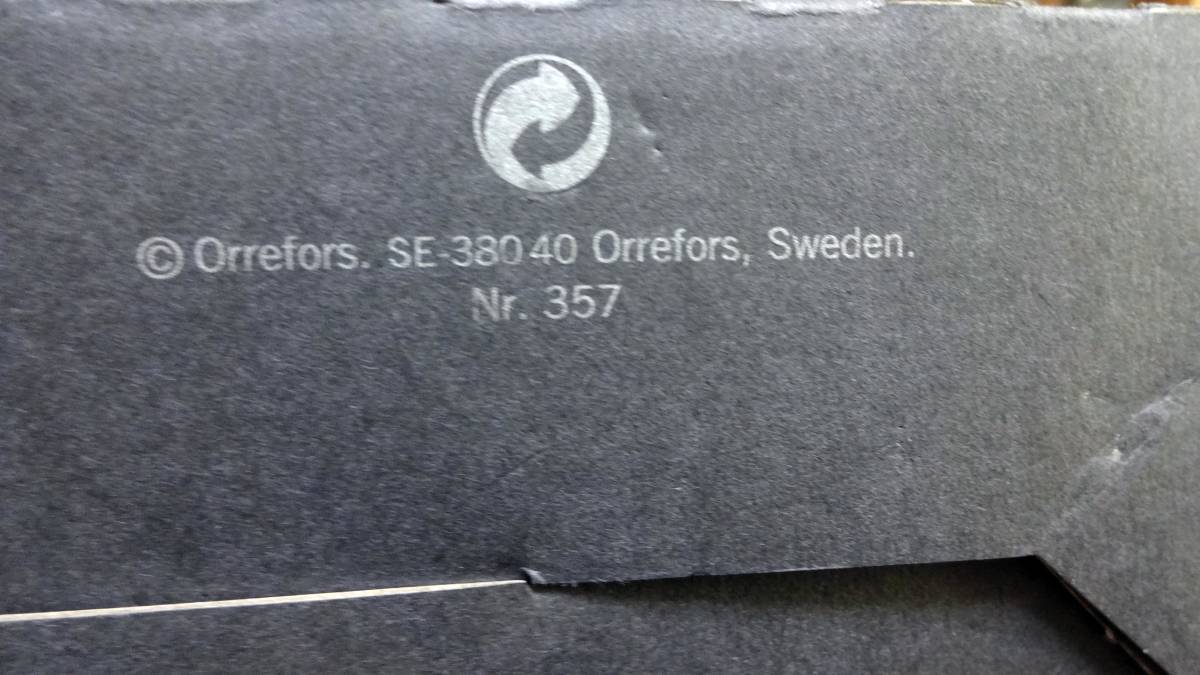 © Orrefors. SE-380 40 Orrefors, Sweden.
Nr. 357